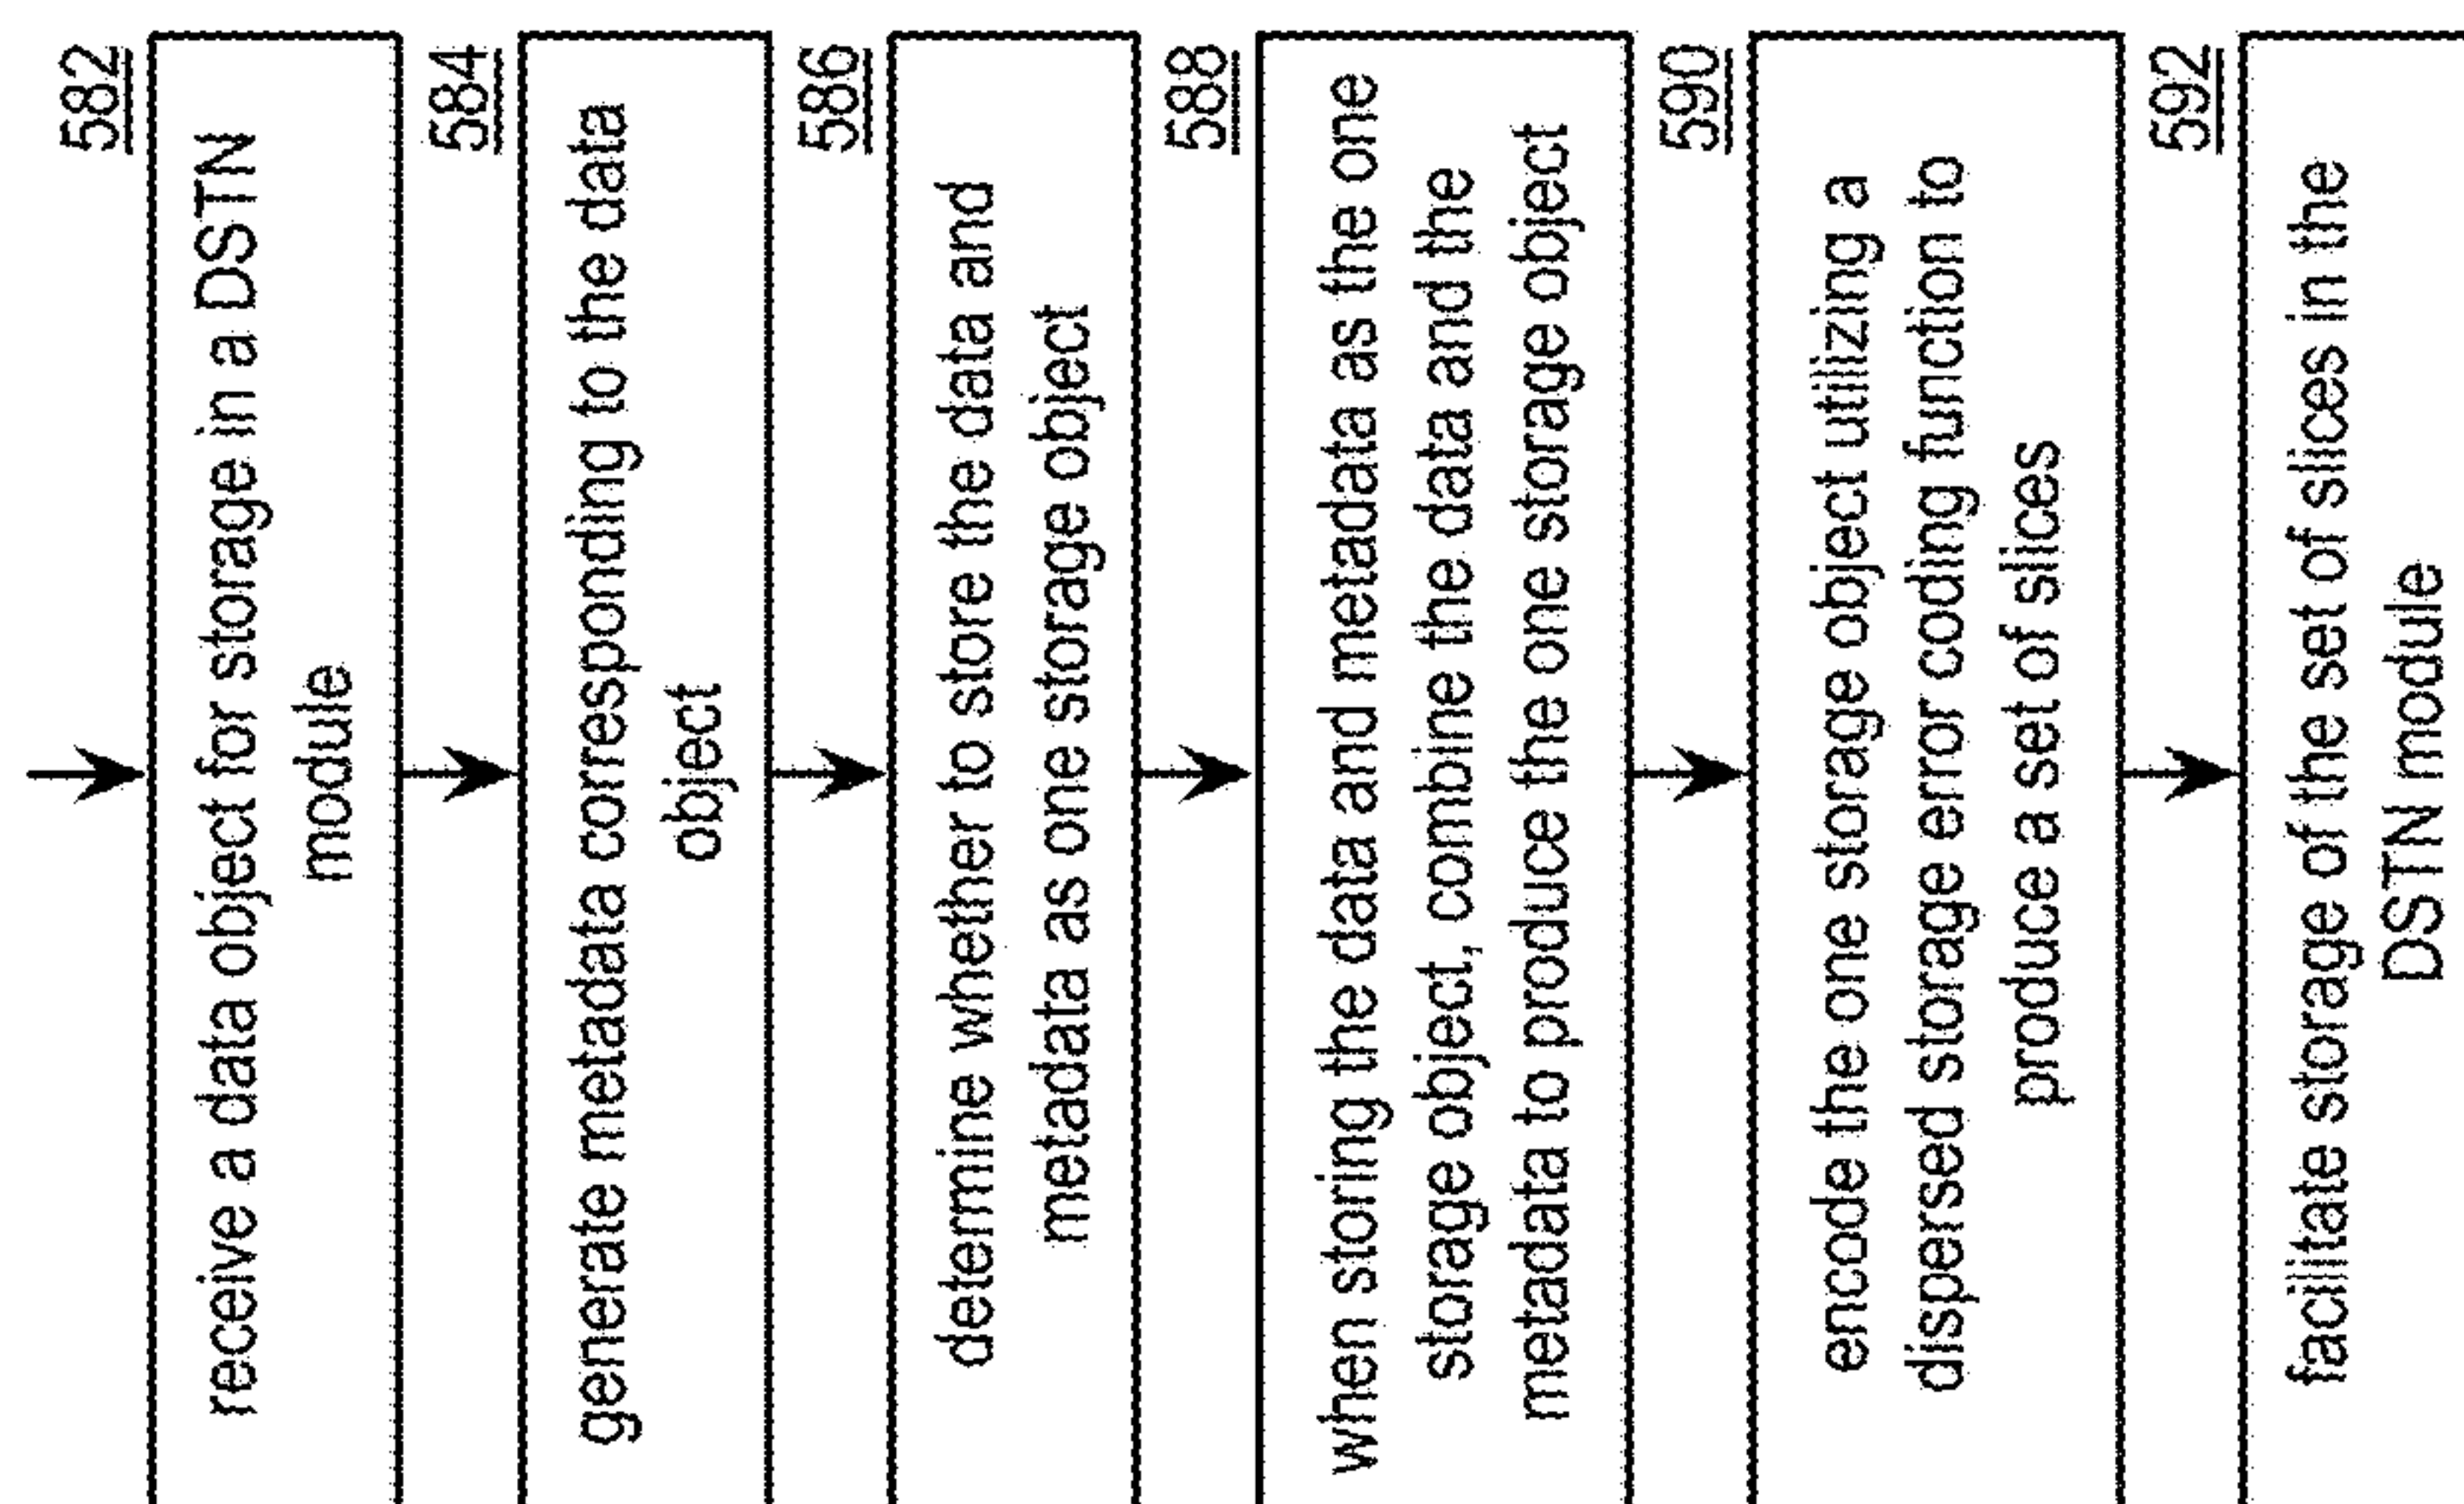 582
receive a data object for storage in a DSTN
module
584
generate metadata corresponding to the data
object
586
determine whether to store the data and
metadata as one storage object
588
when storing the data and metadata as the one
storage object, combine the data and the
metadata to produce the one storage object
590
encode the one storage object utilizing a
dispersed storage error coding function to
produce a set of slices
592
facilitate storage of the set of slices in the
DSTN module